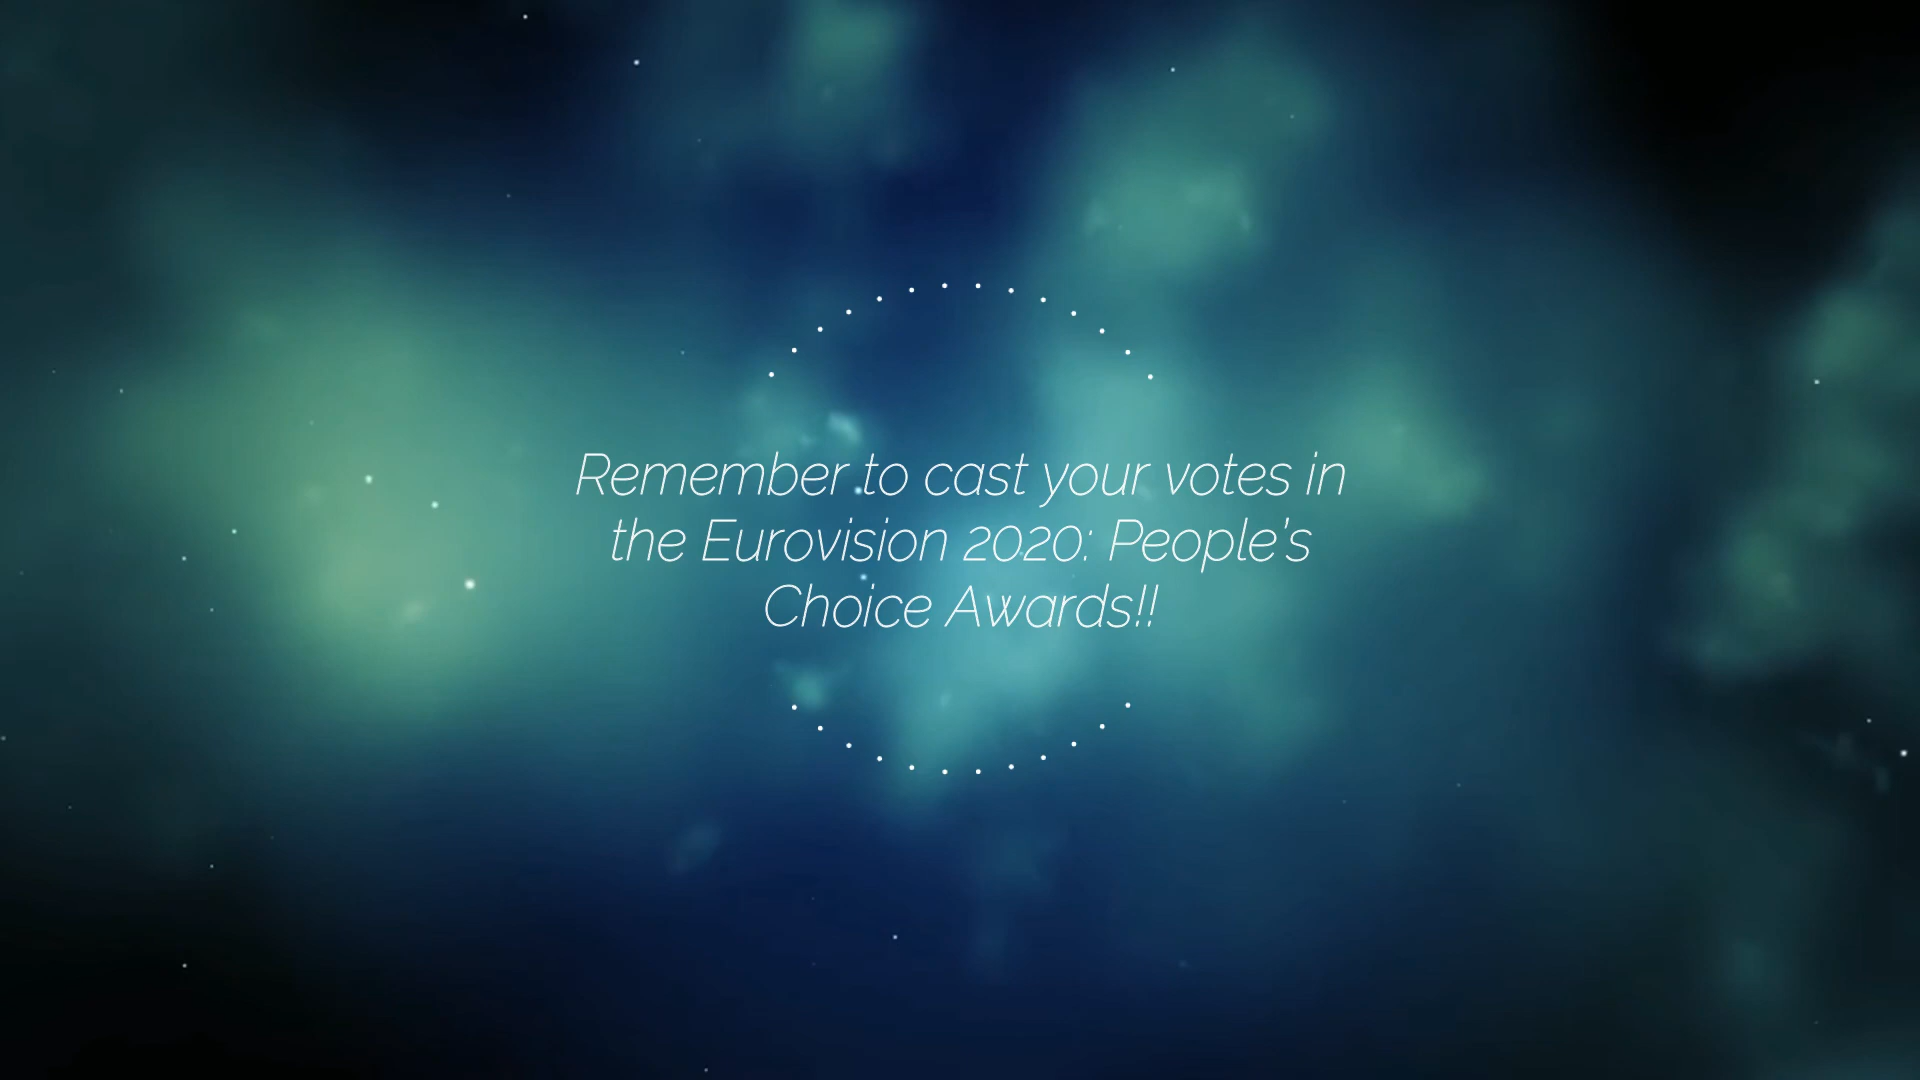 Remember to cast your votes in
the Eurovision 2020: People's
Choice Awards!!